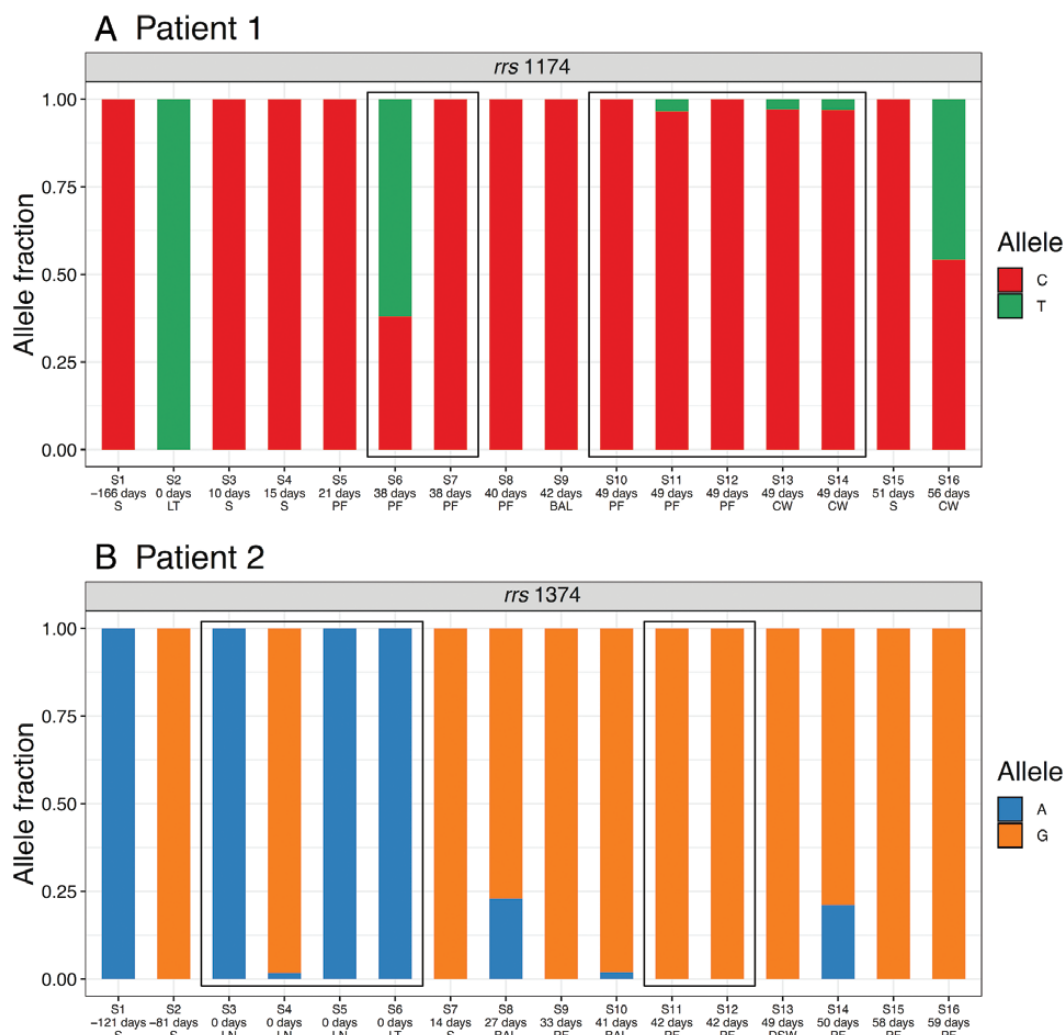 A Patient 1
rrs 1174
1.00
0.75
0.50
0.25
0.00
Allele fraction
S1 S2 S3 S4 S5 S6 S7 S8 S9 S10 S11 S12 S13 S14 S15 S16
−166 days 0 days 10 days 15 days 21 days 38 days 38 days 40 days 42 days 49 days 49 days 49 days 49 days 49 days 51 days 56 days
S LT S S PF PF PF PF BAL PF PF PF CW CW S CW
Allele
C
T
B Patient 2
rrs 1374
1.00
0.75
0.50
0.25
0.00
Allele fraction
S1 S2 S3 S4 S5 S6 S7 S8 S9 S10 S11 S12 S13 S14 S15 S16
−121 days −81 days 0 days 0 days 0 days 0 days 14 days 27 days 33 days 41 days 42 days 42 days 49 days 50 days 58 days 59 days
Allele
A
G